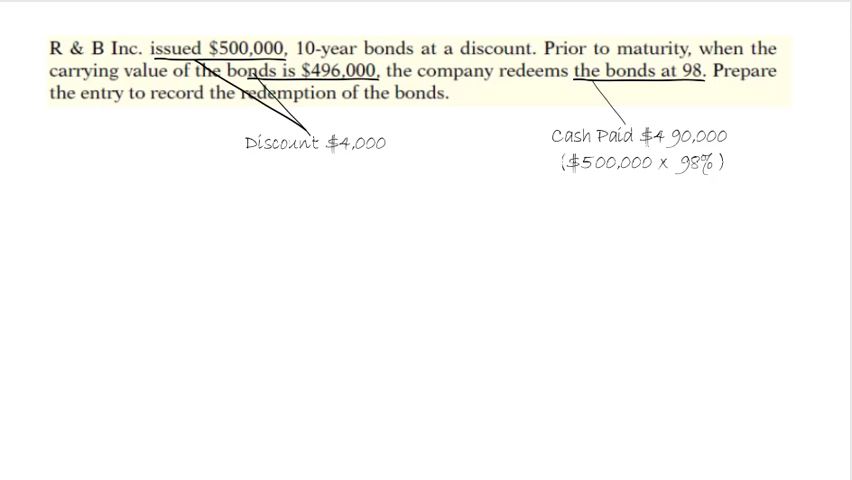 R & B Inc. issued $500,000, 10-year bonds at a discount. Prior to maturity, when the
carrying value of the bonds is $496,000, the company redeems the bonds at 98. Prepare
the entry to record the redemption of the bonds.
Discount $4,000
Cash Paid $490,000
($500,000 x 98%)